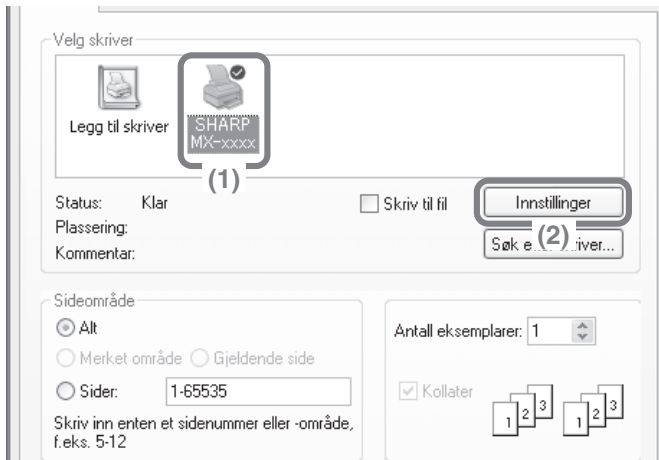 Velg skriver
Legg til skriver
SHARP
MX-xxxx
(1)
Status: Klar
Skriv til fil
Innstillinger
Plassering:
(2)
Kommentar:
Søk e iver...
Sideområde
Alt
Merket område Gjeldende side
Sider: 1-65535
Skriv inn enten et sidenummer eller -område,
f.eks. 5-12
Antall eksemplarer: 1
Kollater
1 2 3 1 2 3